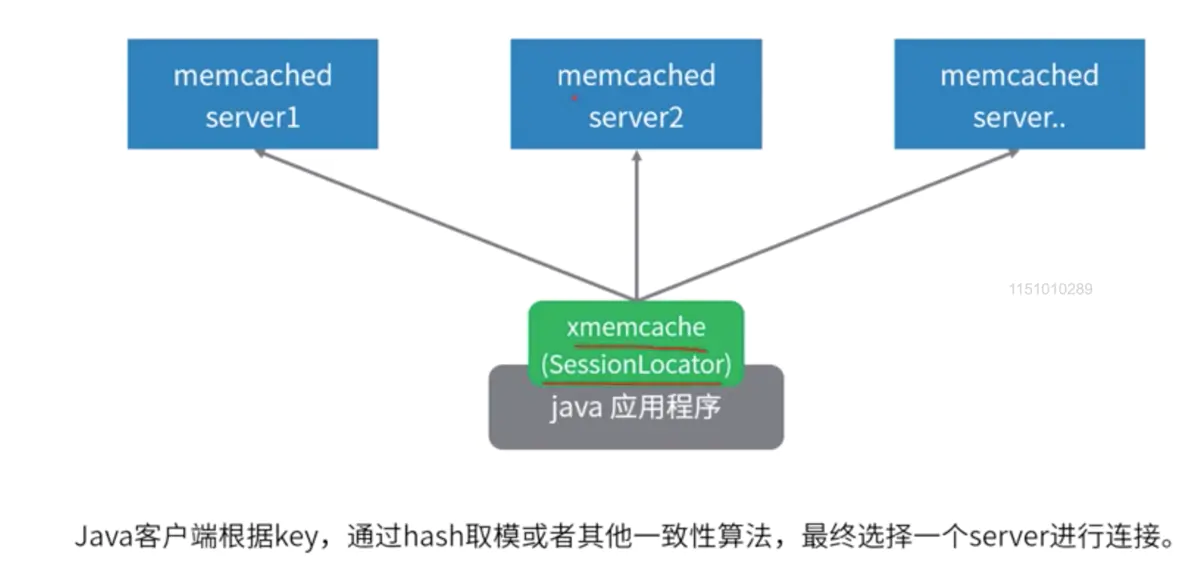 memcached
server1
memcached
server2
memcached
server..
1151010289
xmemcache
(SessionLocator)
java 应用程序
Java客户端根据key，通过hash取模或者其他一致性算法，最终选择一个server进行连接。